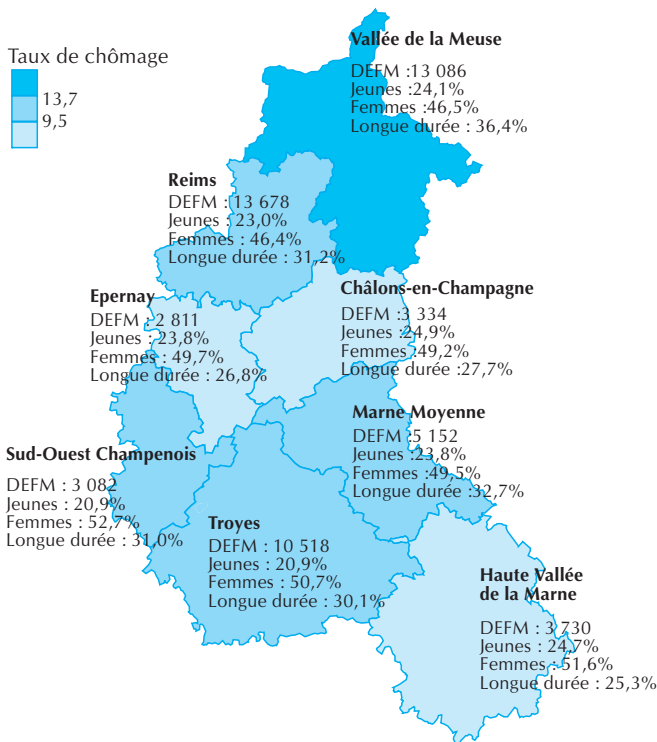 Taux de chômage
13,7
9,5
Vallée de la Meuse
DEFM :13 086
Jeunes :24,1%
Femmes :46,5%
Longue durée : 36,4%
Reims
DEFM : 13 678
Jeunes : 23,0%
Femmes : 46,4%
Longue durée : 31,2%
Epernay
DEFM : 2 811
Jeunes : 23,8%
Femmes : 49,7%
Longue durée : 26,8%
Châlons-en-Champagne
DEFM :3 334
Jeunes :24,9%
Femmes :49,2%
Longue durée :27,7%
Marne Moyenne
DEFM :5 152
Jeunes :23,8%
Femmes :49,5%
Longue durée :32,7%
Sud-Ouest Champenois
DEFM : 3 082
Jeunes : 20,9%
Femmes : 52,7%
Longue durée : 31,0%
Troyes
DEFM : 10 518
Jeunes : 20,9%
Femmes : 50,7%
Longue durée : 30,1%
Haute Vallée
de la Marne
DEFM : 3 730
Jeunes : 24,7%
Femmes : 51,6%
Longue durée : 25,3%